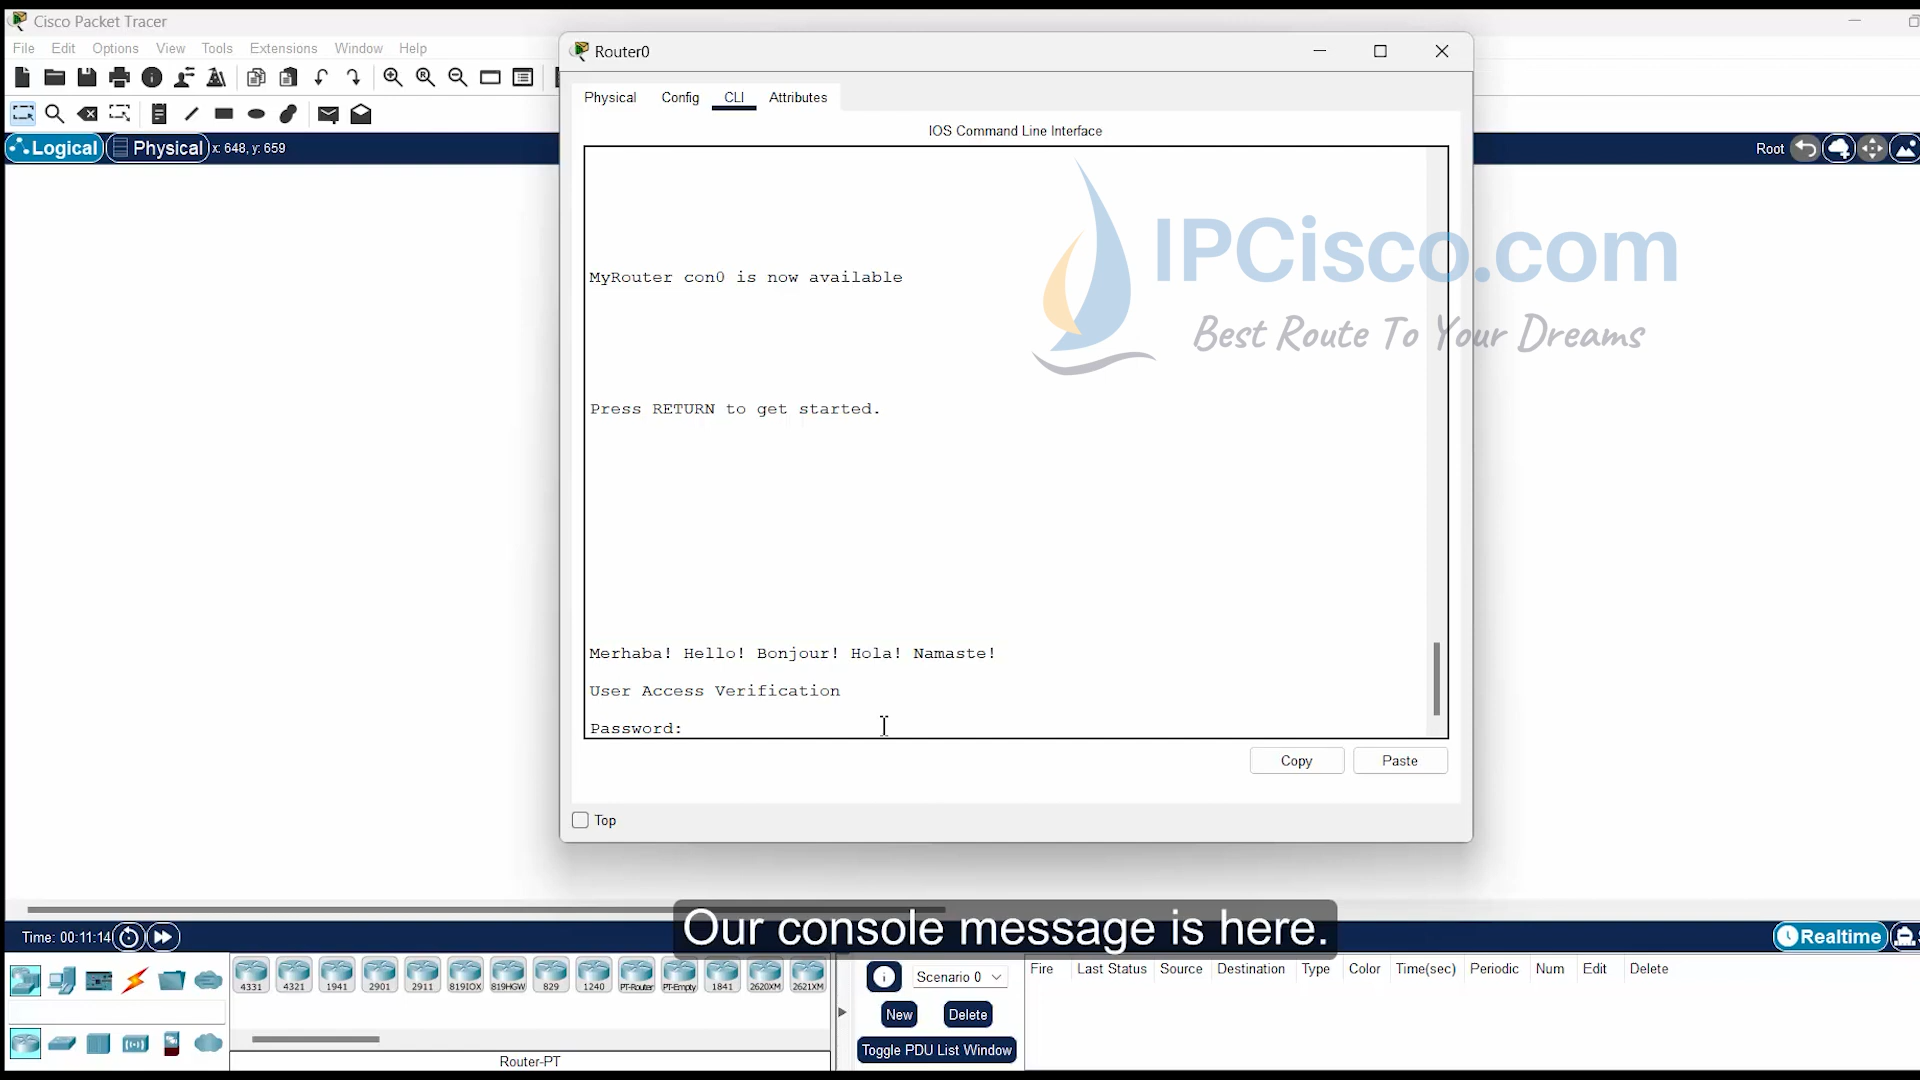 Cisco Packet Tracer
File Edit Options View Tools Extensions Window Help
Logical Physical x: 648, y: 659
Root
Router0
Physical Config CLI Attributes
IOS Command Line Interface
IPCisco.com
Best Route To Your Dreams
MyRouter con0 is now available
Press RETURN to get started.
Merhaba! Hello! Bonjour! Hola! Namaste!
User Access Verification
Password:
Copy Paste
Top
Our console message is here.
Time: 00:11:14
Realtime
4331 4321 1941 2901 2911 819IOX 819HGW 829 1240 PT-Router PT-Empty 1841 2620XM 2621XM
Router-PT
Scenario 0
New Delete
Toggle PDU List Window
Fire Last Status Source Destination Type Color Time(sec) Periodic Num Edit Delete